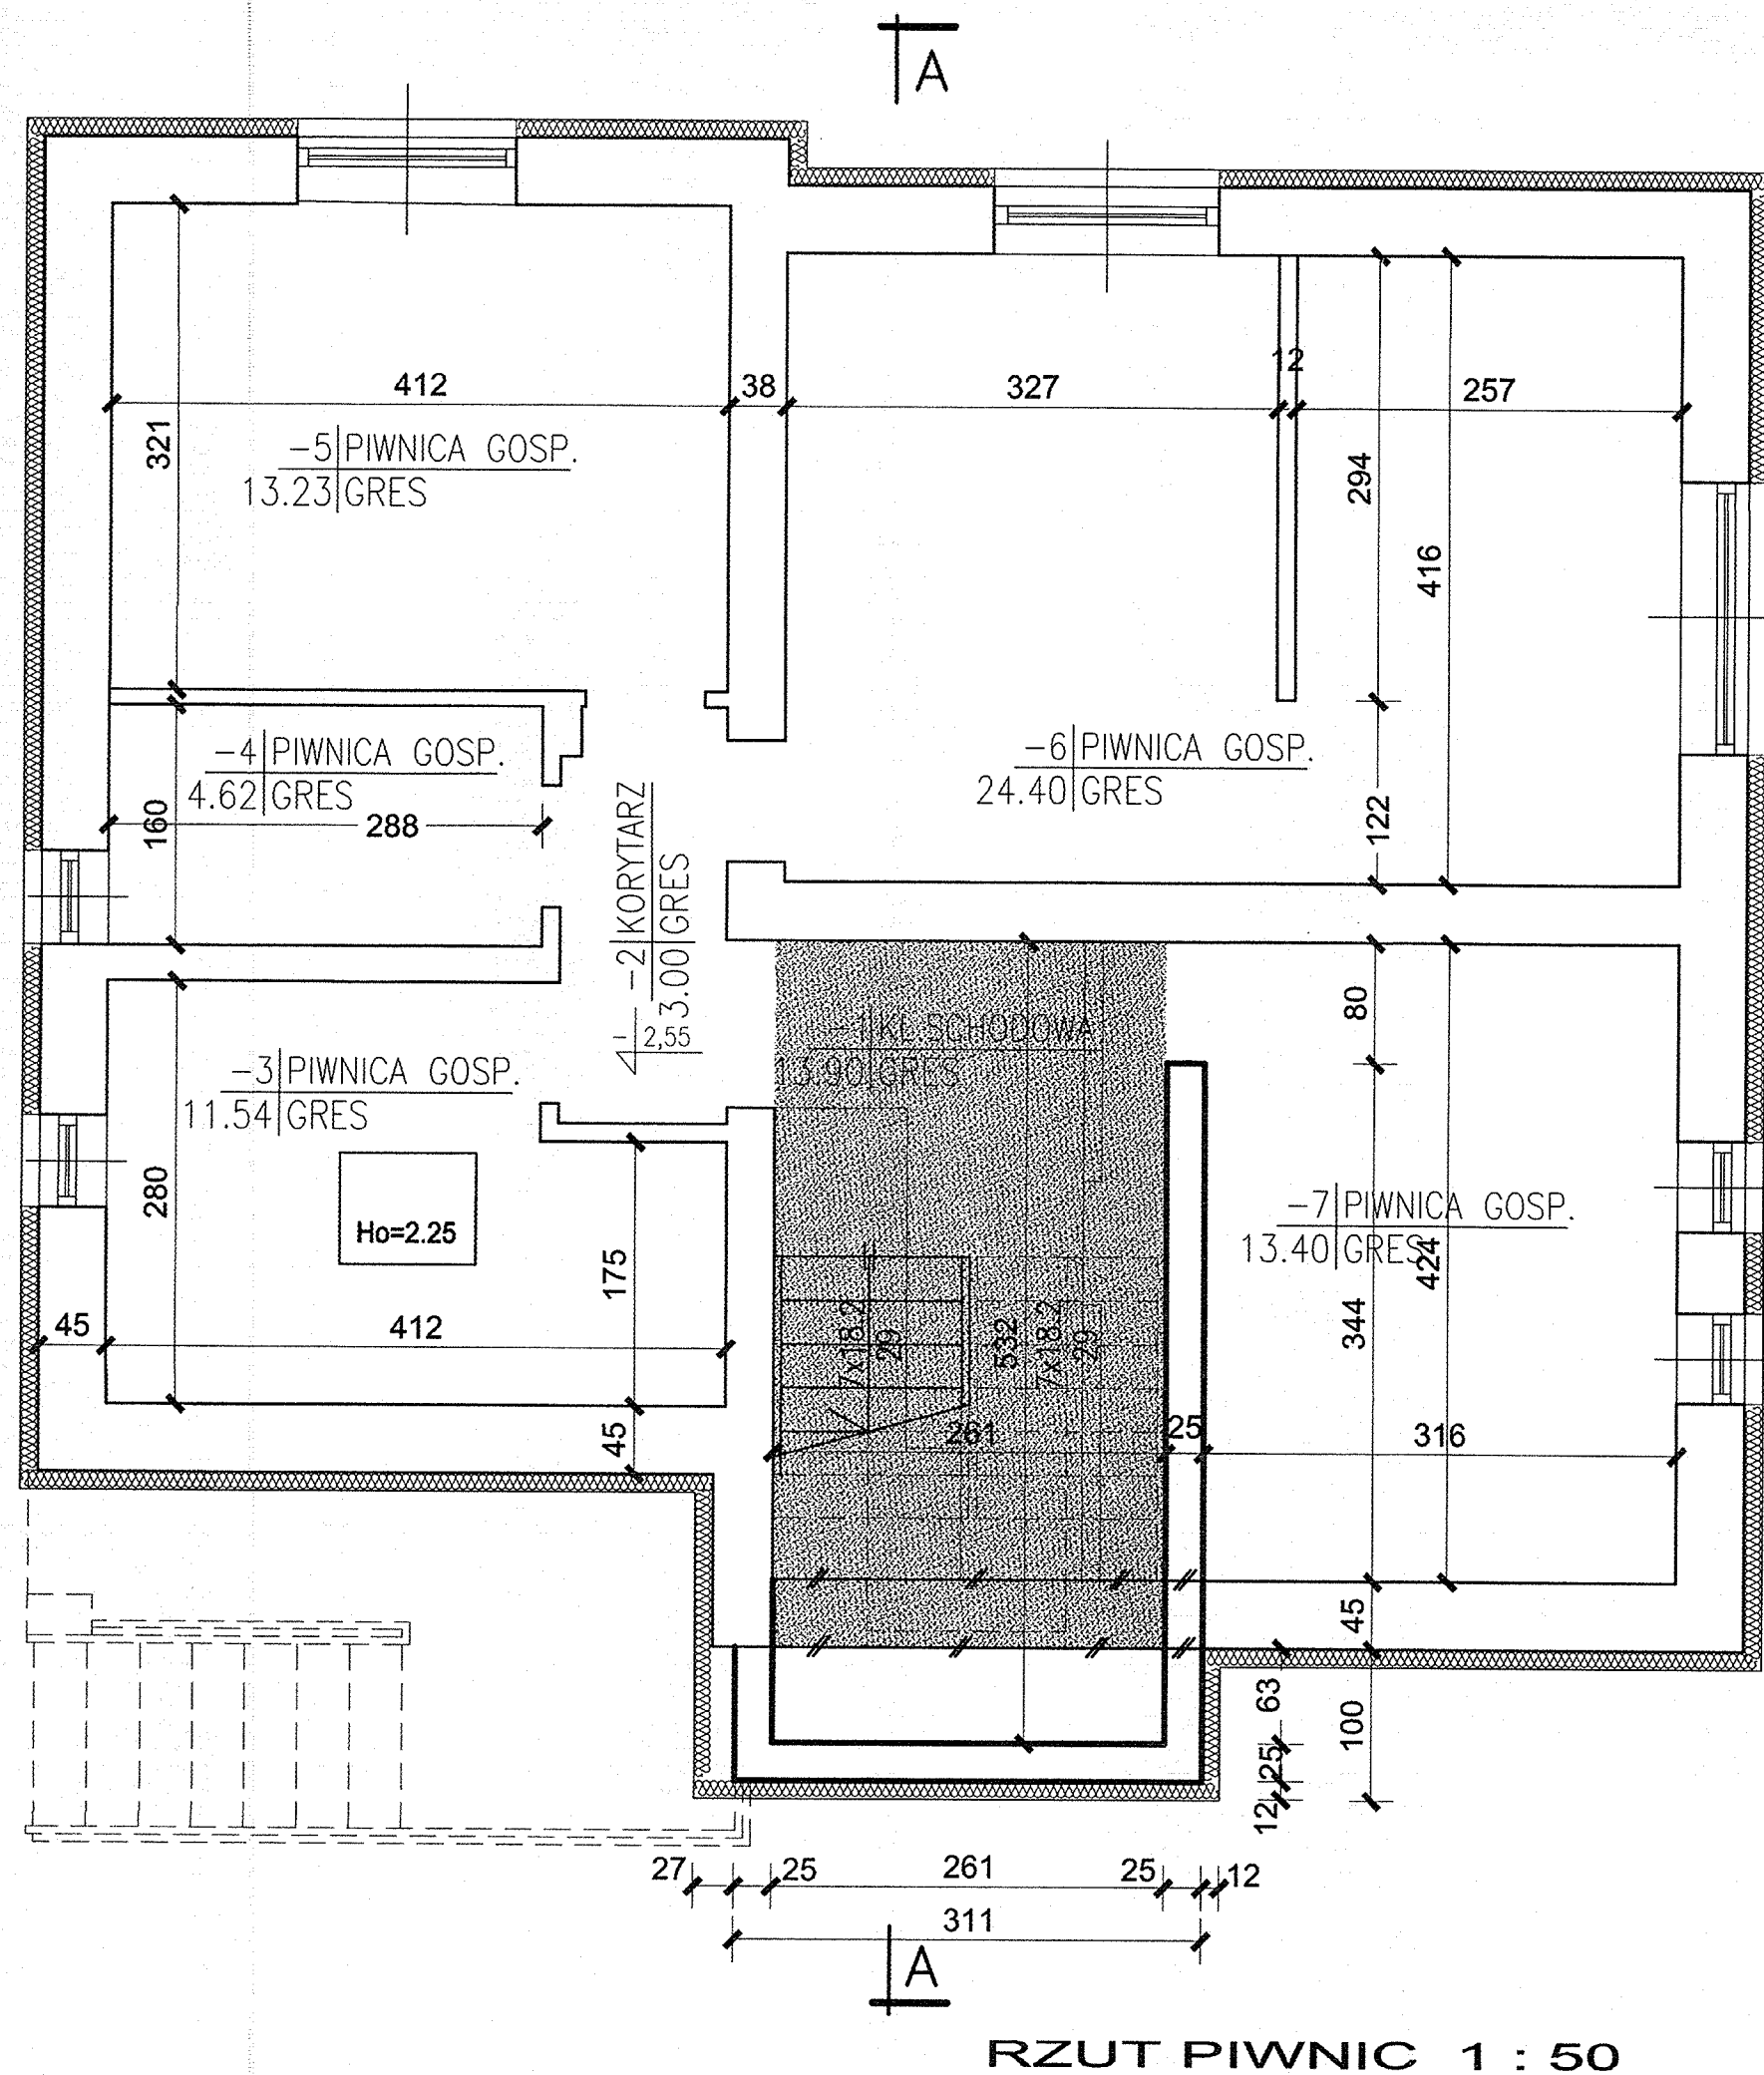 A
412
38
327
12
257
321
-5 PIWNICA GOSP.
13.23 GRES
294
416
-4 PIWNICA GOSP.
4.62 GRES
160
288
-2 KORYTARZ
3.00 GRES
-6 PIWNICA GOSP.
24.40 GRES
122
-1 KL.SCHODOWA
13.90 GRES
- 2,55
80
-3 PIWNICA GOSP.
11.54 GRES
280
Ho=2.25
175
-7 PIWNICA GOSP.
13.40 GRES
424
344
45
412
7x18.2
29
532
7x18.2
29
45
261
25
316
45
63
100
25
12
27
25
261
25
12
311
A
RZUT PIWNIC 1 : 50